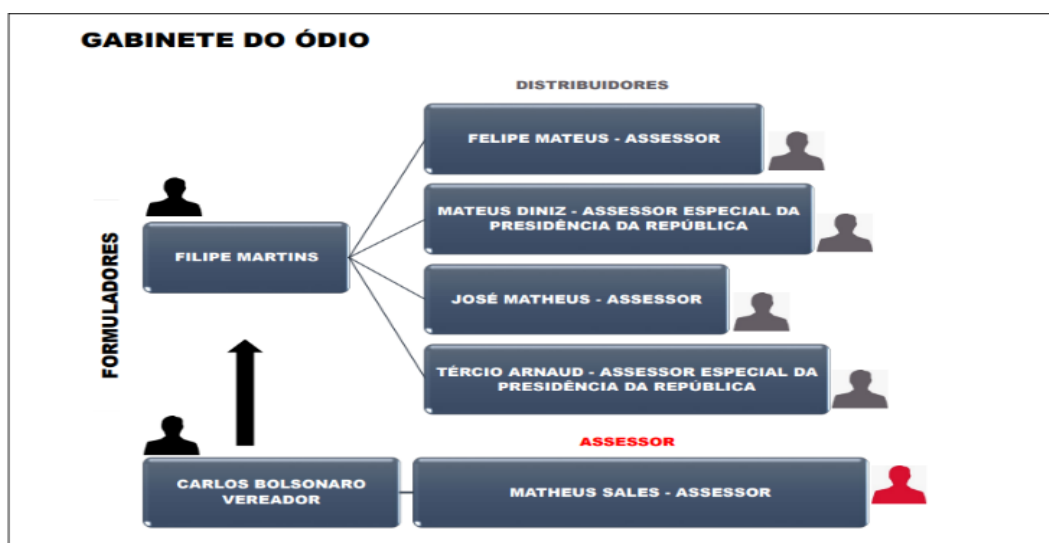 GABINETE DO ÓDIO
DISTRIBUIDORES
FELIPE MATEUS - ASSESSOR
MATEUS DINIZ - ASSESSOR ESPECIAL DA
PRESIDÊNCIA DA REPÚBLICA
FORMULADORES
FILIPE MARTINS
JOSÉ MATHEUS - ASSESSOR
TÉRCIO ARNAUD - ASSESSOR ESPECIAL DA
PRESIDÊNCIA DA REPÚBLICA
ASSESSOR
CARLOS BOLSONARO
VEREADOR
MATHEUS SALES - ASSESSOR